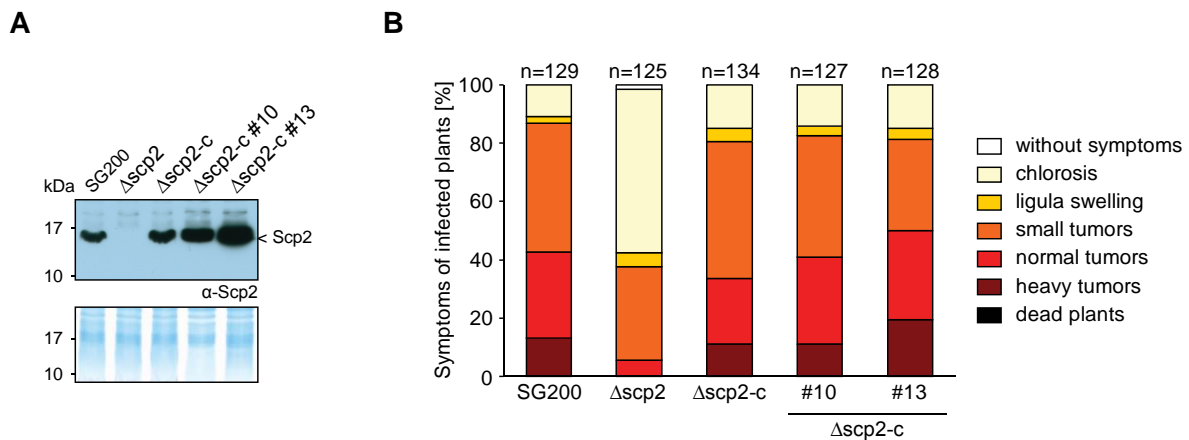 A
kDa
SG200
Δscp2
Δscp2-c
Δscp2-c #10
Δscp2-c #13
17
10
< Scp2
α-Scp2
17
10
B
Symptoms of infected plants [%]
n=129 n=125 n=134 n=127 n=128
100
80
60
40
20
0
SG200 Δscp2 Δscp2-c #10 #13
Δscp2-c
without symptoms
chlorosis
ligula swelling
small tumors
normal tumors
heavy tumors
dead plants